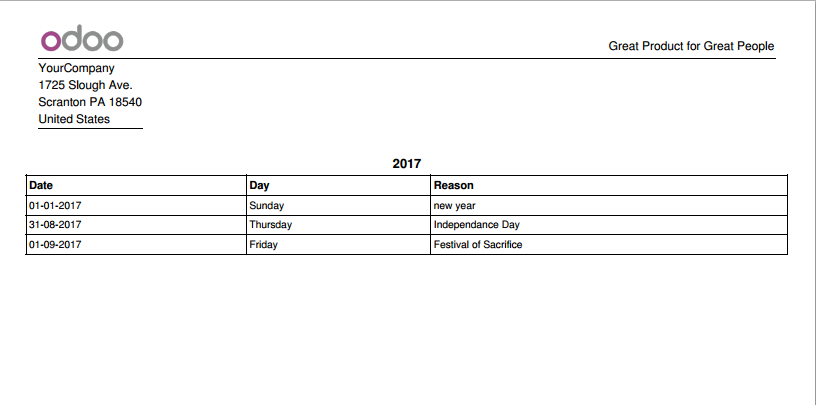 odoo
Great Product for Great People
YourCompany
1725 Slough Ave.
Scranton PA 18540
United States
2017
Date Day Reason
01-01-2017 Sunday new year
31-08-2017 Thursday Independance Day
01-09-2017 Friday Festival of Sacrifice